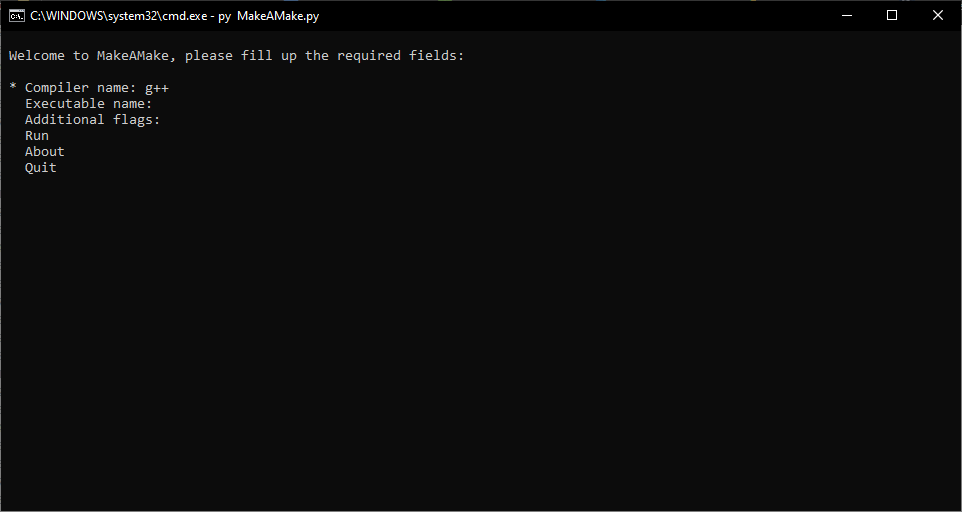 C:\WINDOWS\system32\cmd.exe - py  MakeAMake.py
Welcome to MakeAMake, please fill up the required fields:
* Compiler name: g++
Executable name:
Additional flags:
Run
About
Quit